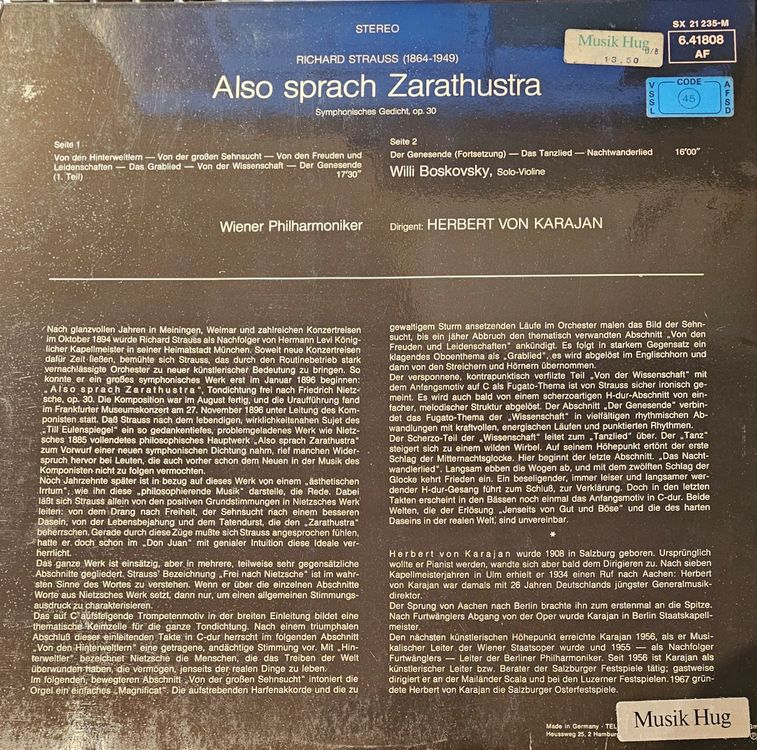 STEREO
SX 21 235-M
6.41808
AF
Musik Hug
13.50
RICHARD STRAUSS (1864-1949)
Also sprach Zarathustra
Symphonisches Gedicht, op. 30
VSSL
CODE
45
AFSD
Seite 1
Von den Hinterweltlern — Von der großen Sehnsucht — Von den Freuden und
Leidenschaften — Das Grablied — Von der Wissenschaft — Der Genesende
(1. Teil) 17'30"
Seite 2
Der Genesende (Fortsetzung) — Das Tanzlied — Nachtwanderlied 16'00"
Willi Boskovsky, Solo-Violine
Wiener Philharmoniker
Dirigent: HERBERT VON KARAJAN
Nach glanzvollen Jahren in Meiningen, Weimar und zahlreichen Konzertreisen
im Oktober 1894 wurde Richard Strauss als Nachfolger von Hermann Levi König-
licher Kapellmeister in seiner Heimatstadt München. Soweit neue Konzertreisen
dafür Zeit ließen, bemühte sich Strauss, das durch den Routinebetrieb stark
vernachlässigte Orchester zu neuer künstlerischer Bedeutung zu bringen. So
konnte er ein großes symphonisches Werk erst im Januar 1896 beginnen:
„Also sprach Zarathustra", Tondichtung frei nach Friedrich Nietz-
sche, op. 30. Die Komposition war im August fertig, und die Uraufführung fand
im Frankfurter Museumskonzert am 27. November 1896 unter Leitung des Kom-
ponisten statt. Daß Strauss nach dem lebendigen, wirklichkeitsnahen Sujet des
„Till Eulenspiegel" ein so gedankentiefes, problemgeladenes Werk wie Nietz-
sches 1885 vollendetes philosophisches Hauptwerk „Also sprach Zarathustra"
zum Vorwurf einer neuen symphonischen Dichtung nahm, rief manchen Wider-
spruch hervor bei Leuten, die auch vorher schon dem Neuen in der Musik des
Komponisten nicht zu folgen vermochten.
Noch Jahrzehnte später ist in bezug auf dieses Werk von einem „ästhetischen
Irrtum", wie ihn diese „philosophierende Musik" darstelle, die Rede. Dabei
läßt sich Strauss allein von den positiven Grundstimmungen in Nietzsches Werk
leiten: von dem Drang nach Freiheit, der Sehnsucht nach einem besseren
Dasein, von der Lebensbejahung und dem Tatendurst, die den „Zarathustra"
beherrschen. Gerade durch diese Züge mußte sich Strauss angesprochen fühlen,
hatte er doch schon im „Don Juan" mit genialer Intuition diese Ideale ver-
herrlicht.
Das ganze Werk ist einsätzig, aber in mehrere, teilweise sehr gegensätzliche
Abschnitte gegliedert. Strauss' Bezeichnung „Frei nach Nietzsche" ist im wahr-
sten Sinne des Wortes zu verstehen. Wenn er über die einzelnen Abschnitte
Worte aus Nietzsches Werk setzt, dann nur, um einen allgemeinen Stimmungs-
ausdruck zu charakterisieren.
Das auf C aufsteigende Trompetenmotiv in der breiten Einleitung bildet eine
thematische Keimzelle für die ganze Tondichtung. Nach einem triumphalen
Abschluß dieser einleitenden Takte in C-dur herrscht im folgenden Abschnitt
„Von den Hinterweltlern" eine getragene, andächtige Stimmung vor. Mit „Hin-
terweltler" bezeichnet Nietzsche die Menschen, die das Treiben der Welt
überwunden haben, die vermögen, jenseits der realen Dinge zu leben.
Im folgenden, bewegteren Abschnitt „Von der großen Sehnsucht" intoniert die
Orgel ein einfaches „Magnificat". Die aufstrebenden Harfenakkorde und die zu
gewaltigem Sturm ansetzenden Läufe im Orchester malen das Bild der Sehn-
sucht, bis ein jäher Abbruch den thematisch verwandten Abschnitt „Von den
Freuden und Leidenschaften" ankündigt. Es folgt in starkem Gegensatz ein
klagendes Oboenthema als „Grablied", es wird abgelöst im Englischhorn und
dann von den Streichern und Hörnern übernommen.
Der versponnene, kontrapunktisch verflizte Teil „Von der Wissenschaft" mit
dem Anfangsmotiv auf C als Fugato-Thema ist von Strauss sicher ironisch ge-
meint. Es wird auch bald von einem scherzoartigen H-dur-Abschnitt von ein-
facher, melodischer Struktur abgelöst. Der Abschnitt „Der Genesende" verbin-
det das Fugato-Thema der „Wissenschaft" in vielfältigen rhythmischen Ab-
wandlungen mit kraftvollen, energischen Läufen und punktierten Rhythmen.
Der Scherzo-Teil der „Wissenschaft" leitet zum „Tanzlied" über. Der „Tanz"
steigert sich zu einem wilden Wirbel. Auf seinem Höhepunkt ertönt der erste
Schlag der Mitternachtsglocke. Hier beginnt der letzte Abschnitt. „Das Nacht-
wandlerlied". Langsam ebben die Wogen ab, und mit dem zwölften Schlag der
Glocke kehrt Frieden ein. Ein beseligender, immer leiser und langsamer wer-
dender H-dur-Gesang führt zum Schluß, zur Verklärung. Doch in den letzten
Takten erscheint in den Bässen noch einmal das Anfangsmotiv in C-dur. Beide
Welten, die der Erlösung „Jenseits von Gut und Böse" und die des harten
Daseins in der realen Welt, sind unvereinbar.
*
Herbert von Karajan wurde 1908 in Salzburg geboren. Ursprünglich
wollte er Pianist werden, wandte sich aber bald dem Dirigieren zu. Nach sieben
Kapellmeisterjahren in Ulm erhielt er 1934 einen Ruf nach Aachen: Herbert
von Karajan war damals mit 26 Jahren Deutschlands jüngster Generalmusik-
direktor.
Der Sprung von Aachen nach Berlin brachte ihn zum erstenmal an die Spitze.
Nach Furtwänglers Abgang von der Oper wurde Karajan in Berlin Staatskapell-
meister.
Den nächsten künstlerischen Höhepunkt erreichte Karajan 1956, als er Musi-
kalischer Leiter der Wiener Staatsoper wurde und 1955 — als Nachfolger
Furtwänglers — Leiter der Berliner Philharmoniker. Seit 1956 ist Karajan als
künstlerischer Leiter bzw. Berater der Salzburger Festspiele tätig; gastweise
dirigiert er an der Mailänder Scala und bei den Luzerner Festspielen. 1967 grün-
dete Herbert von Karajan die Salzburger Osterfestspiele.
Made in Germany - TEL
Heussweg 25, 2 Hamburg
Musik Hug